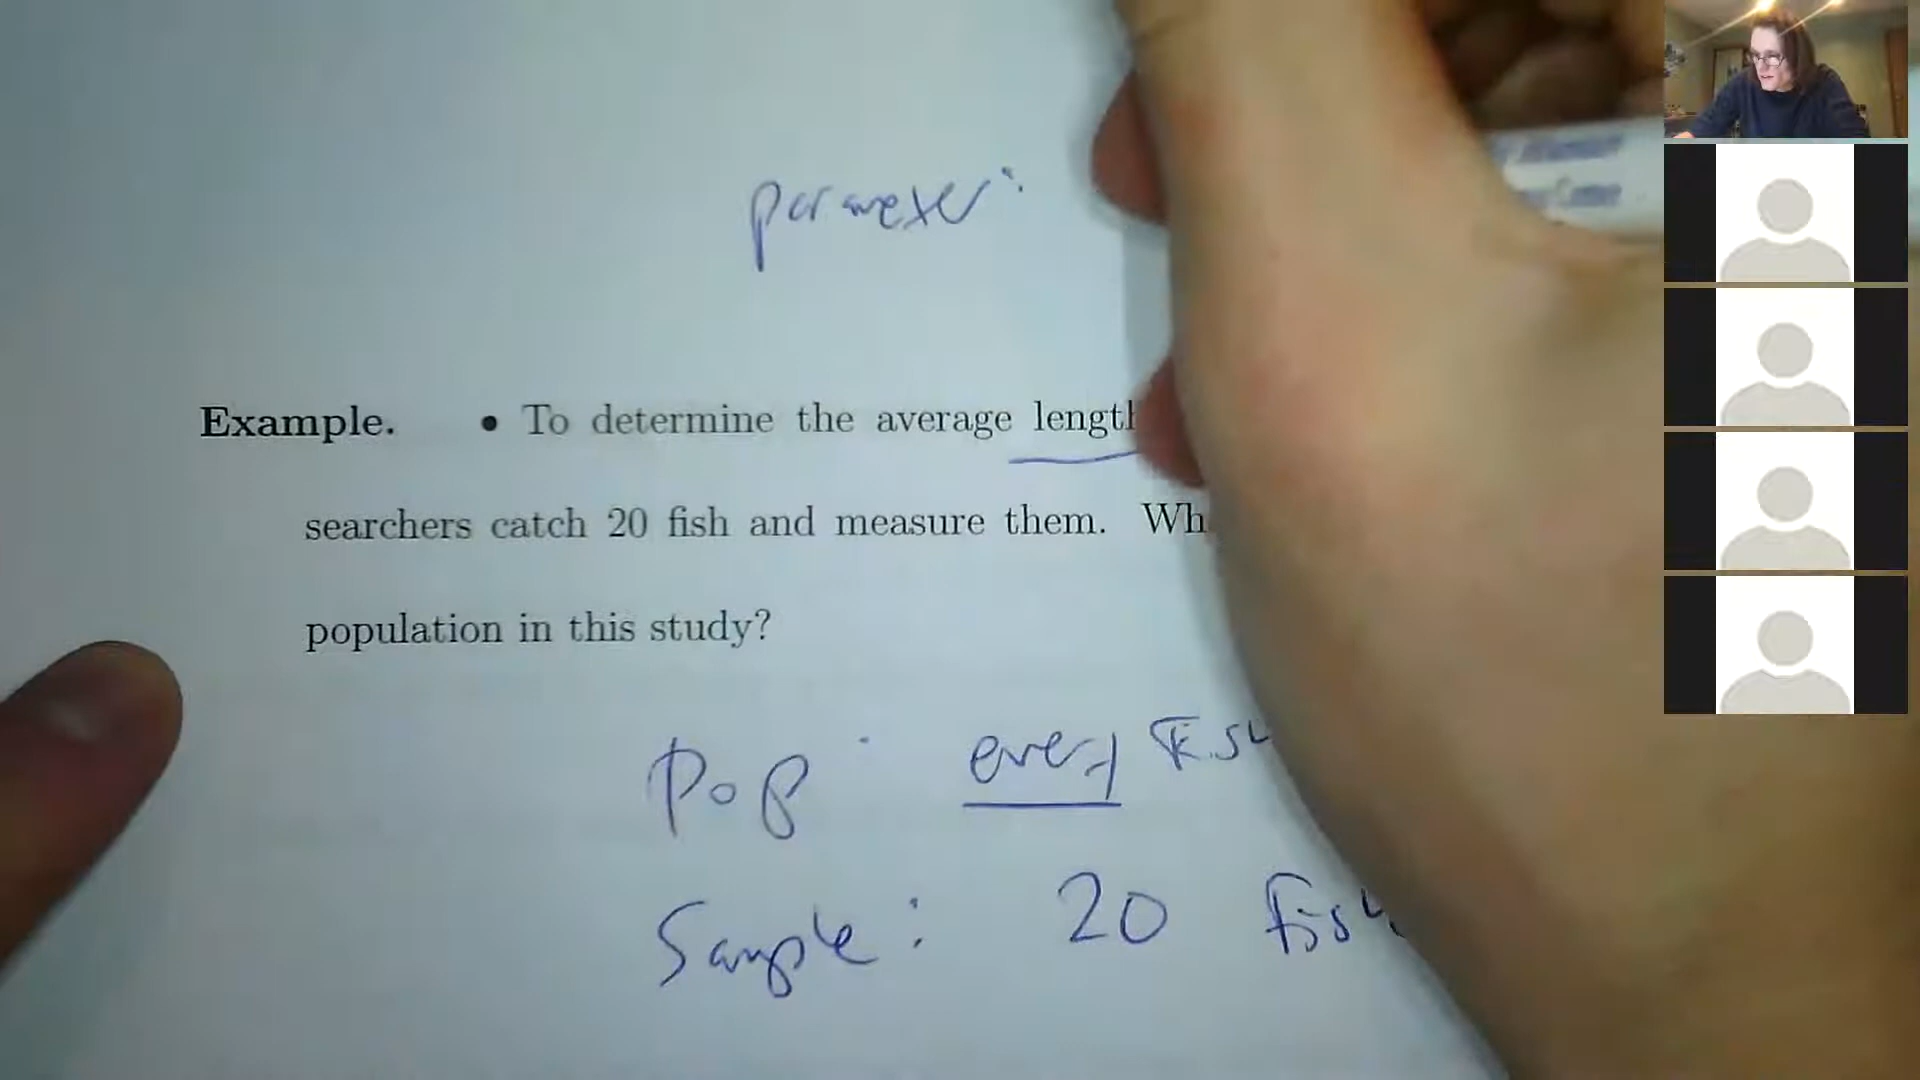 parameter:
Example. • To determine the average length
searchers catch 20 fish and measure them. Wh
population in this study?
Pop: every Fish
Sample: 20 fish